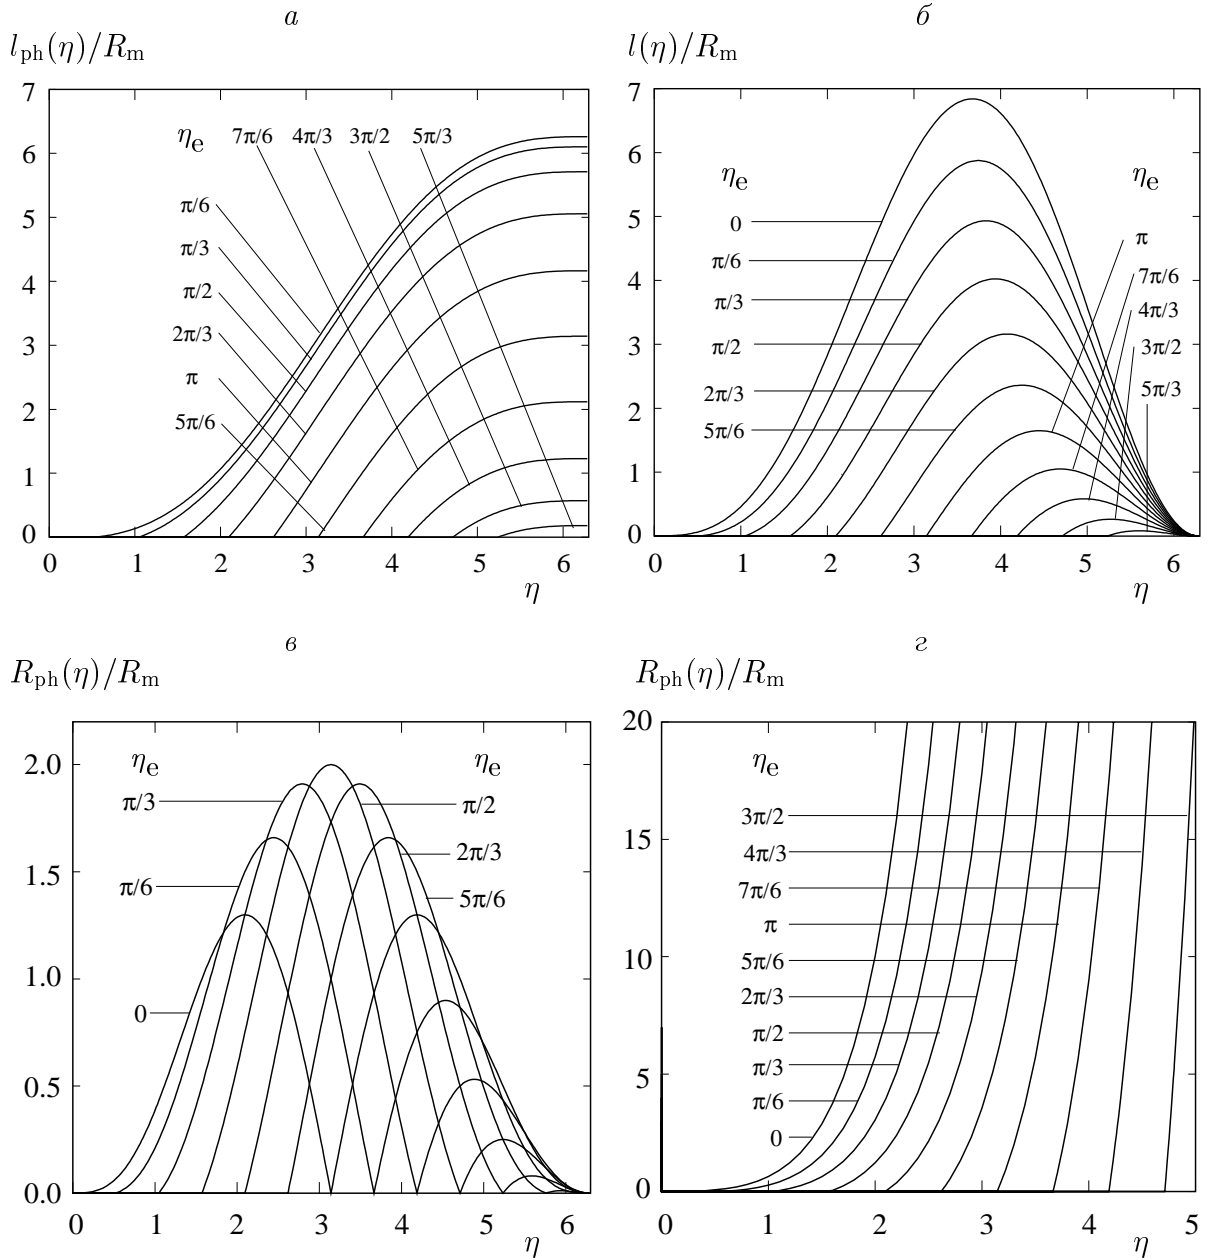 а
l_ph(η)/R_m
7
6
5
4
3
2
1
0
η_e 7π/6 4π/3 3π/2 5π/3
π/6
π/3
π/2
2π/3
π
5π/6
0 1 2 3 4 5 6
η
б
l(η)/R_m
7
6
5
4
3
2
1
0
η_e
0
π/6
π/3
π/2
2π/3
5π/6
η_e
π
7π/6
4π/3
3π/2
5π/3
0 1 2 3 4 5 6
η
в
R_ph(η)/R_m
2.0
1.5
1.0
0.5
0.0
η_e
π/3
π/6
0
η_e
π/2
2π/3
5π/6
0 1 2 3 4 5 6
η
г
R_ph(η)/R_m
20
15
10
5
0
η_e
3π/2
4π/3
7π/6
π
5π/6
2π/3
π/2
π/3
π/6
0
0 1 2 3 4 5
η